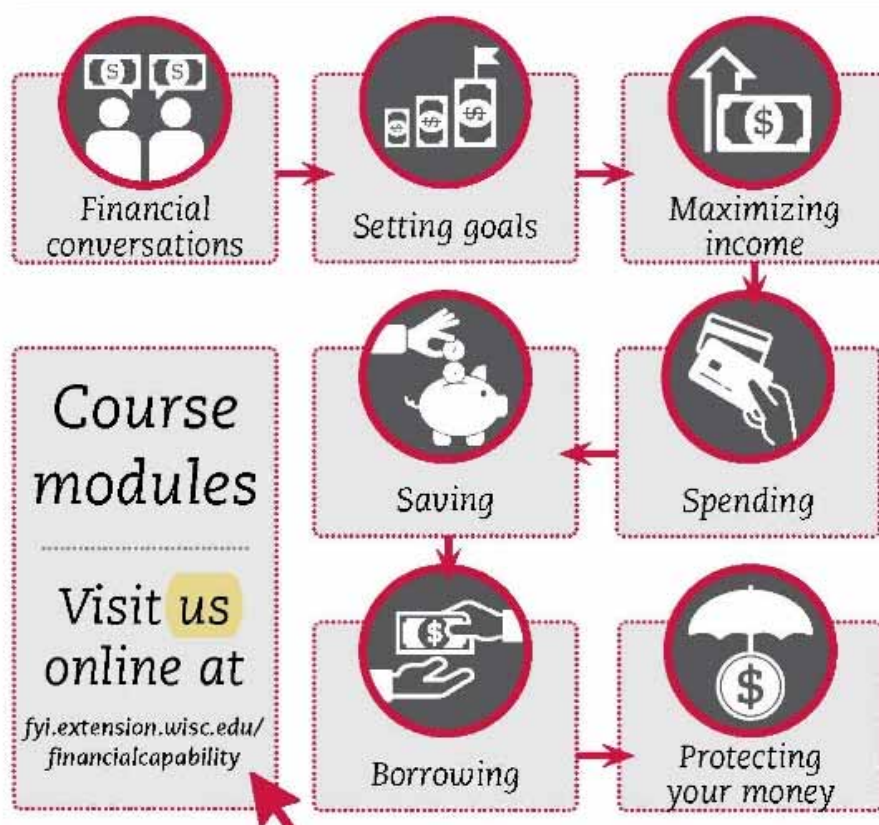 Financial
conversations
Setting goals
Maximizing
income
Spending
Saving
Borrowing
Protecting
your money
Course
modules
Visit us
online at
fyi.extension.wisc.edu/
financialcapability